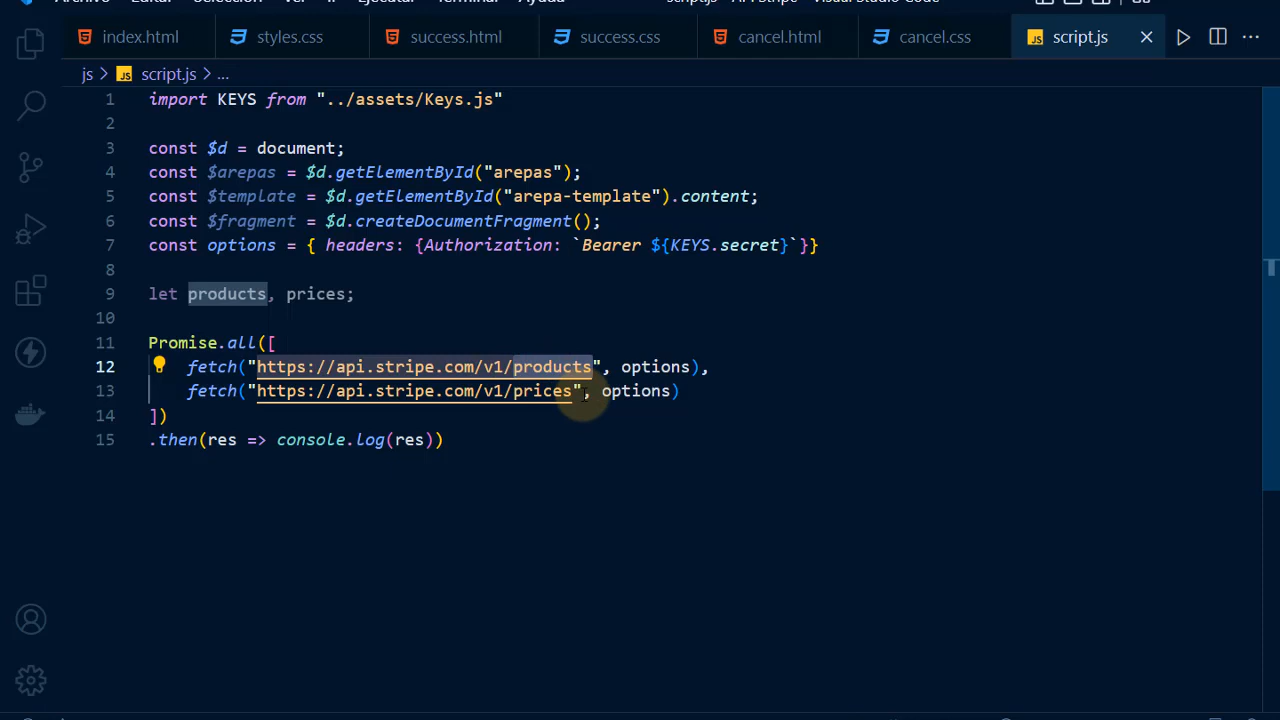 index.html styles.css success.html success.css cancel.html cancel.css script.js
js > script.js > ...
1 import KEYS from "../assets/Keys.js"
2
3 const $d = document;
4 const $arepas = $d.getElementById("arepas");
5 const $template = $d.getElementById("arepa-template").content;
6 const $fragment = $d.createDocumentFragment();
7 const options = { headers: {Authorization: `Bearer ${KEYS.secret}`}}
8
9 let products, prices;
10
11 Promise.all([
12 fetch("https://api.stripe.com/v1/products", options),
13 fetch("https://api.stripe.com/v1/prices", options)
14 ])
15 .then(res => console.log(res))